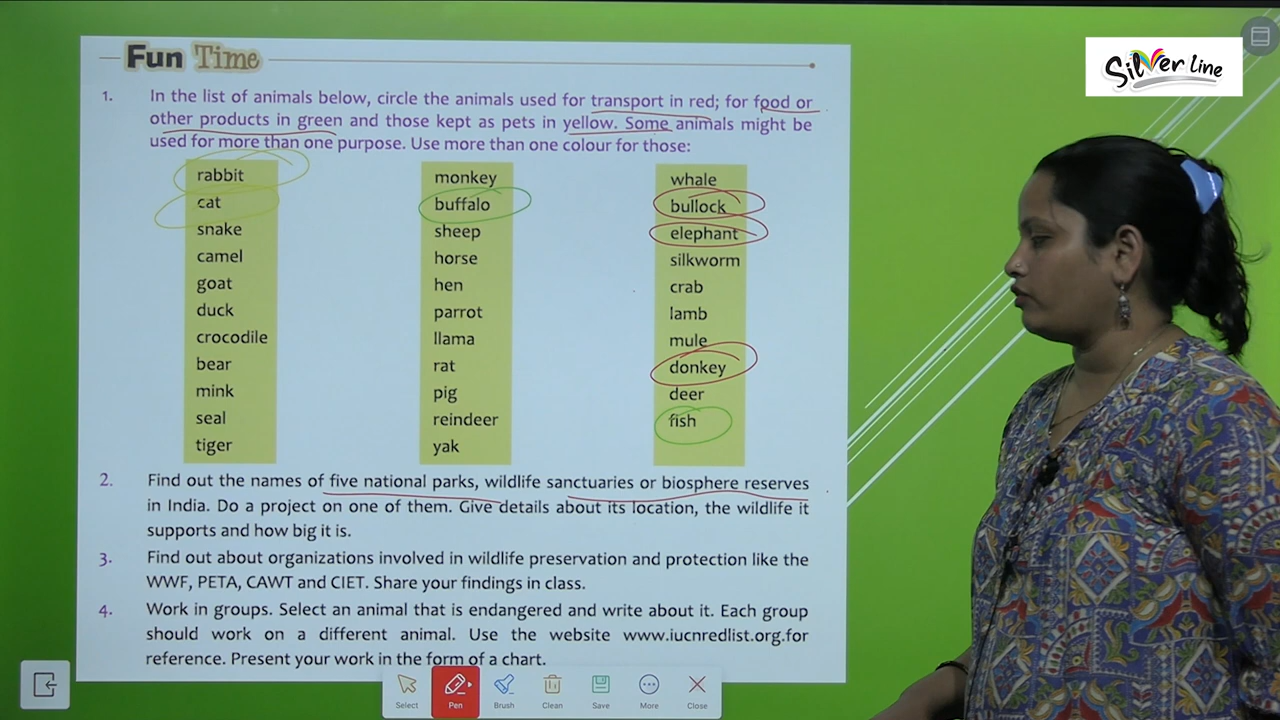 Silver Line
Fun Time
1. In the list of animals below, circle the animals used for transport in red; for food or
other products in green and those kept as pets in yellow. Some animals might be
used for more than one purpose. Use more than one colour for those:
rabbit
cat
snake
camel
goat
duck
crocodile
bear
mink
seal
tiger
monkey
buffalo
sheep
horse
hen
parrot
llama
rat
pig
reindeer
yak
whale
bullock
elephant
silkworm
crab
lamb
mule
donkey
deer
fish
2. Find out the names of five national parks, wildlife sanctuaries or biosphere reserves
in India. Do a project on one of them. Give details about its location, the wildlife it
supports and how big it is.
3. Find out about organizations involved in wildlife preservation and protection like the
WWF, PETA, CAWT and CIET. Share your findings in class.
4. Work in groups. Select an animal that is endangered and write about it. Each group
should work on a different animal. Use the website www.iucnredlist.org.for
reference. Present your work in the form of a chart.
Select Pen Brush Clean Save More Close